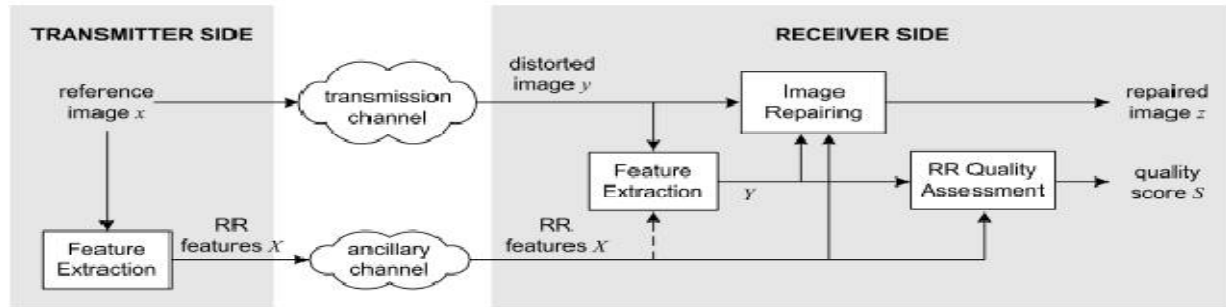 TRANSMITTER SIDE
RECEIVER SIDE
reference
image x
transmission
channel
distorted
image y
Image
Repairing
repaired
image z
Feature
Extraction
Y
RR Quality
Assessment
quality
score S
Feature
Extraction
RR
features X
ancillary
channel
RR
features X